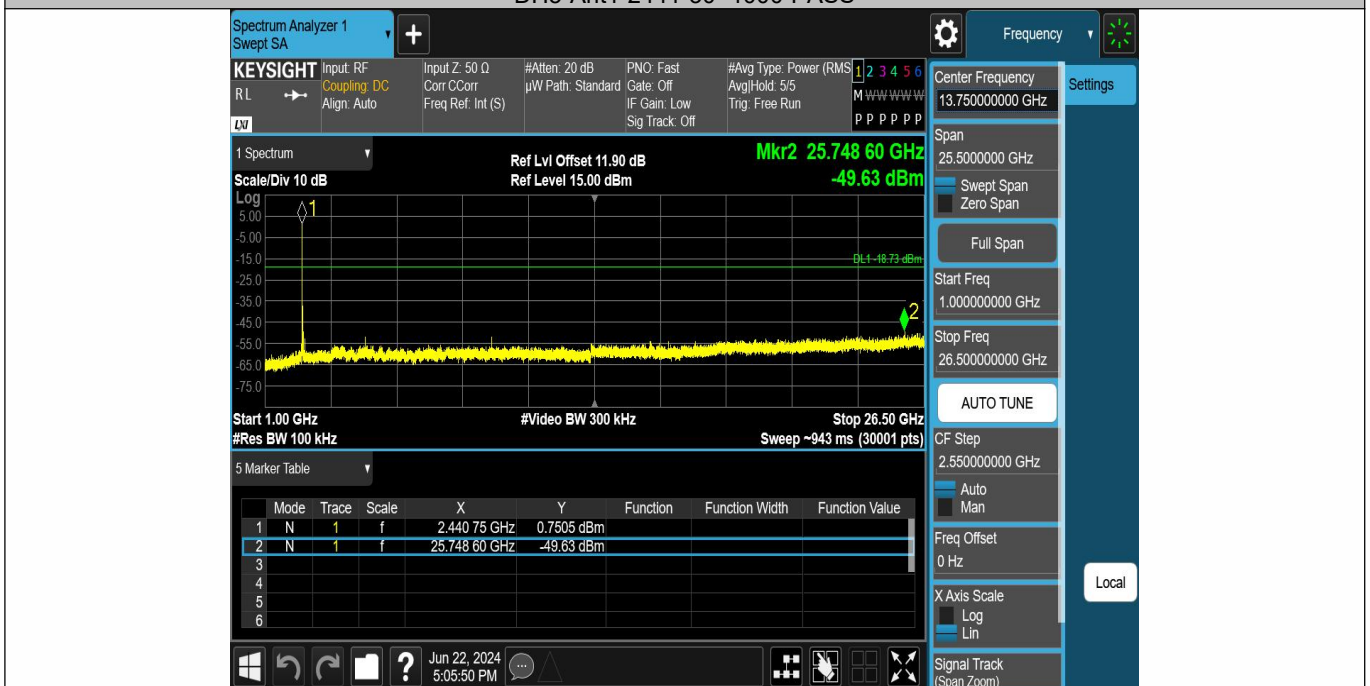 Spectrum Analyzer 1
Swept SA
+
Frequency
KEYSIGHT
RL
LXI
Input: RF
Coupling: DC
Align: Auto
Input Z: 50 Ω
Corr CCorr
Freq Ref: Int (S)
#Atten: 20 dB
µW Path: Standard
PNO: Fast
Gate: Off
IF Gain: Low
Sig Track: Off
#Avg Type: Power (RMS
Avg|Hold: 5/5
Trig: Free Run
1 2 3 4 5 6
M W W W W W
P P P P P P
1 Spectrum
Scale/Div 10 dB
Ref Lvl Offset 11.90 dB
Ref Level 15.00 dBm
Mkr2 25.748 60 GHz
-49.63 dBm
Log
5.00
-5.00
-15.0
-25.0
-35.0
-45.0
-55.0
-65.0
-75.0
1
DL1 -18.73 dBm
2
Start 1.00 GHz
#Res BW 100 kHz
#Video BW 300 kHz
Stop 26.50 GHz
Sweep ~943 ms (30001 pts)
5 Marker Table
Mode Trace Scale X Y Function Function Width Function Value
1 N 1 f 2.440 75 GHz 0.7505 dBm
2 N 1 f 25.748 60 GHz -49.63 dBm
3
4
5
6
Jun 22, 2024
5:05:50 PM
?
Center Frequency
13.750000000 GHz
Settings
Span
25.5000000 GHz
Swept Span
Zero Span
Full Span
Start Freq
1.000000000 GHz
Stop Freq
26.500000000 GHz
AUTO TUNE
CF Step
2.550000000 GHz
Auto
Man
Freq Offset
0 Hz
X Axis Scale
Log
Lin
Local
Signal Track
(Span Zoom)